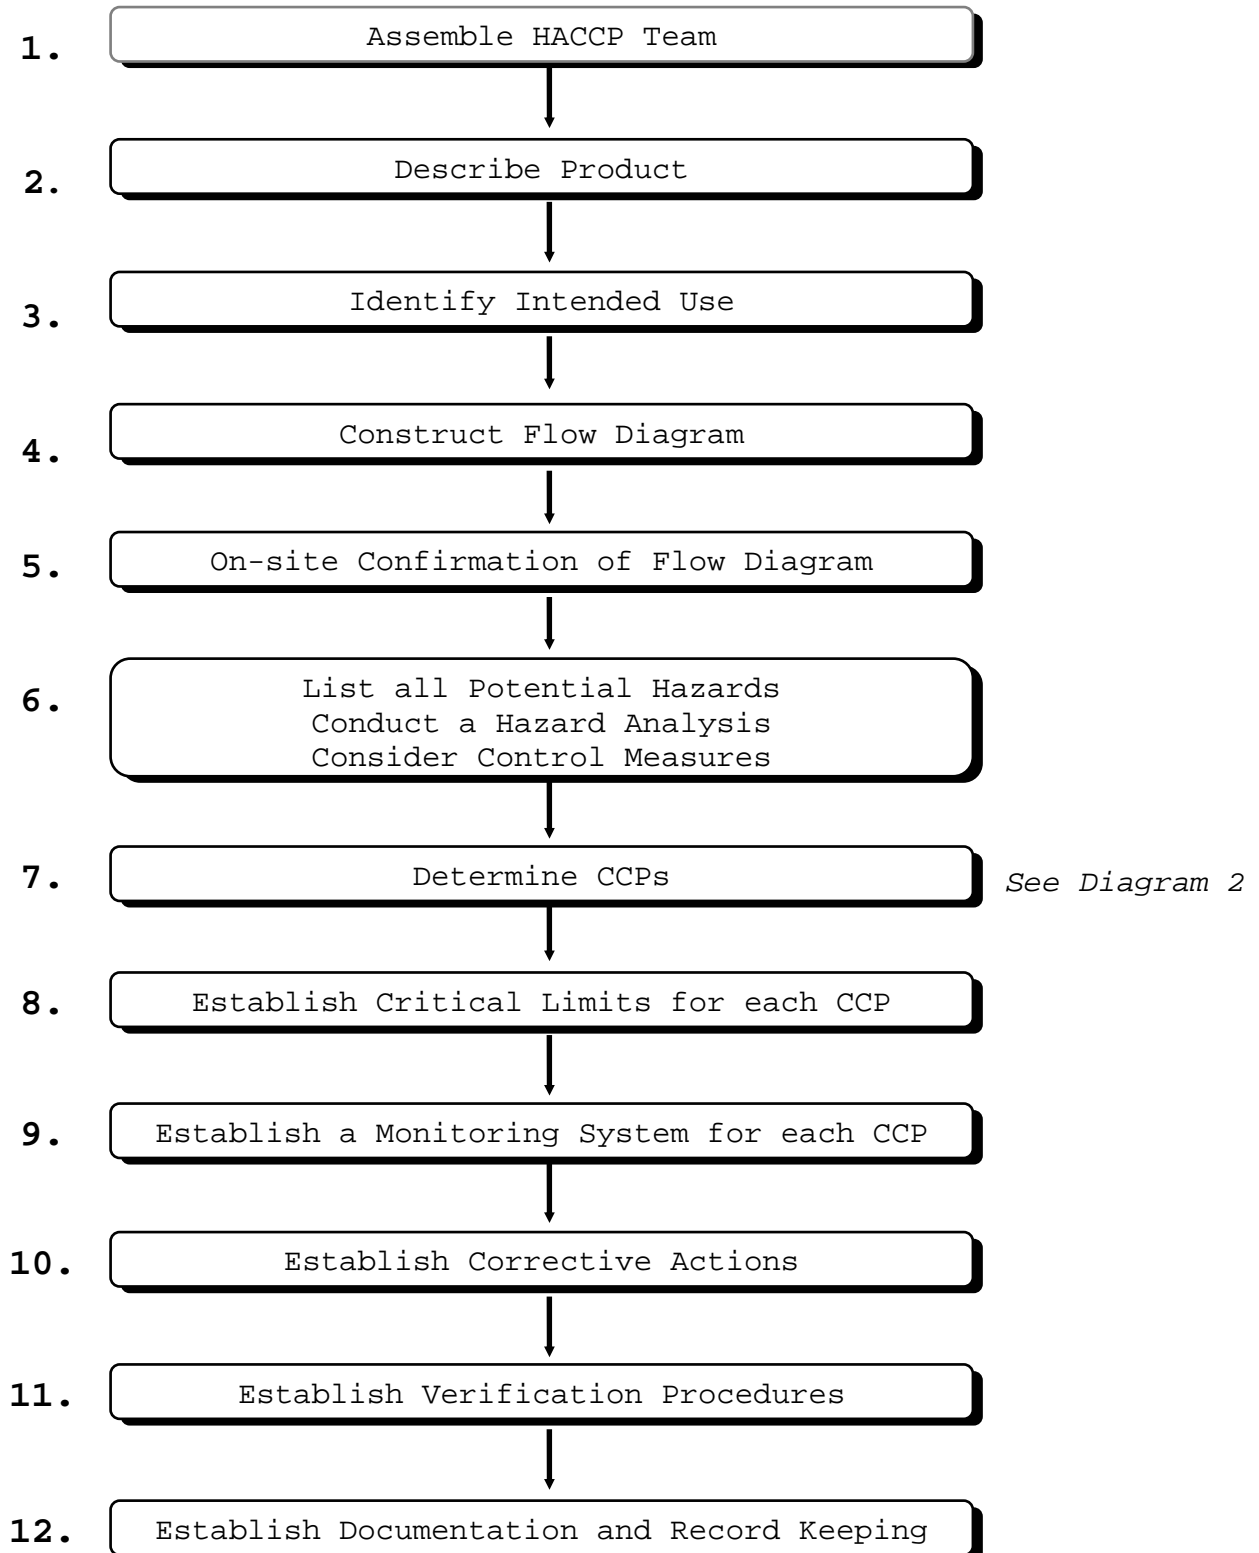 1. Assemble HACCP Team
2. Describe Product
3. Identify Intended Use
4. Construct Flow Diagram
5. On-site Confirmation of Flow Diagram
6. List all Potential Hazards
Conduct a Hazard Analysis
Consider Control Measures
7. Determine CCPs See Diagram 2
8. Establish Critical Limits for each CCP
9. Establish a Monitoring System for each CCP
10. Establish Corrective Actions
11. Establish Verification Procedures
12. Establish Documentation and Record Keeping